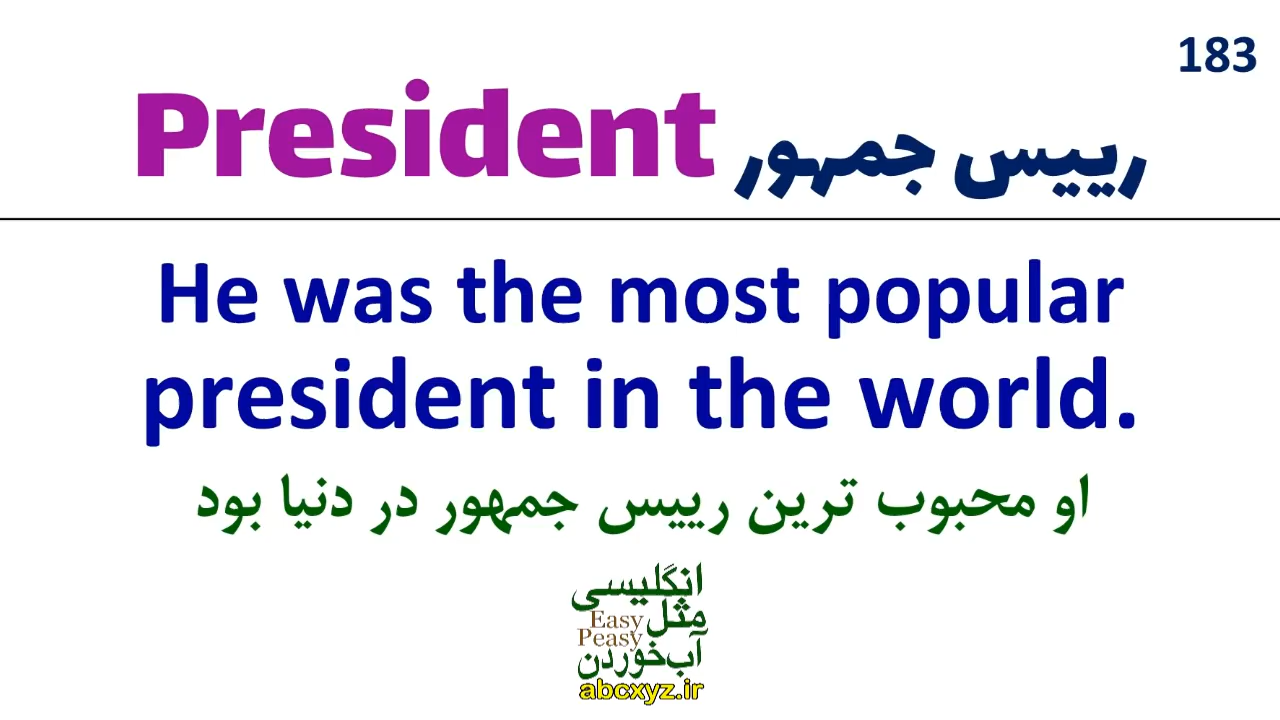 183
President رییس جمهور
He was the most popular
president in the world.
او محبوب ترین رییس جمهور در دنیا بود
انگلیسی
مثل
Easy
Peasy
آب خوردن
abcxyz.ir